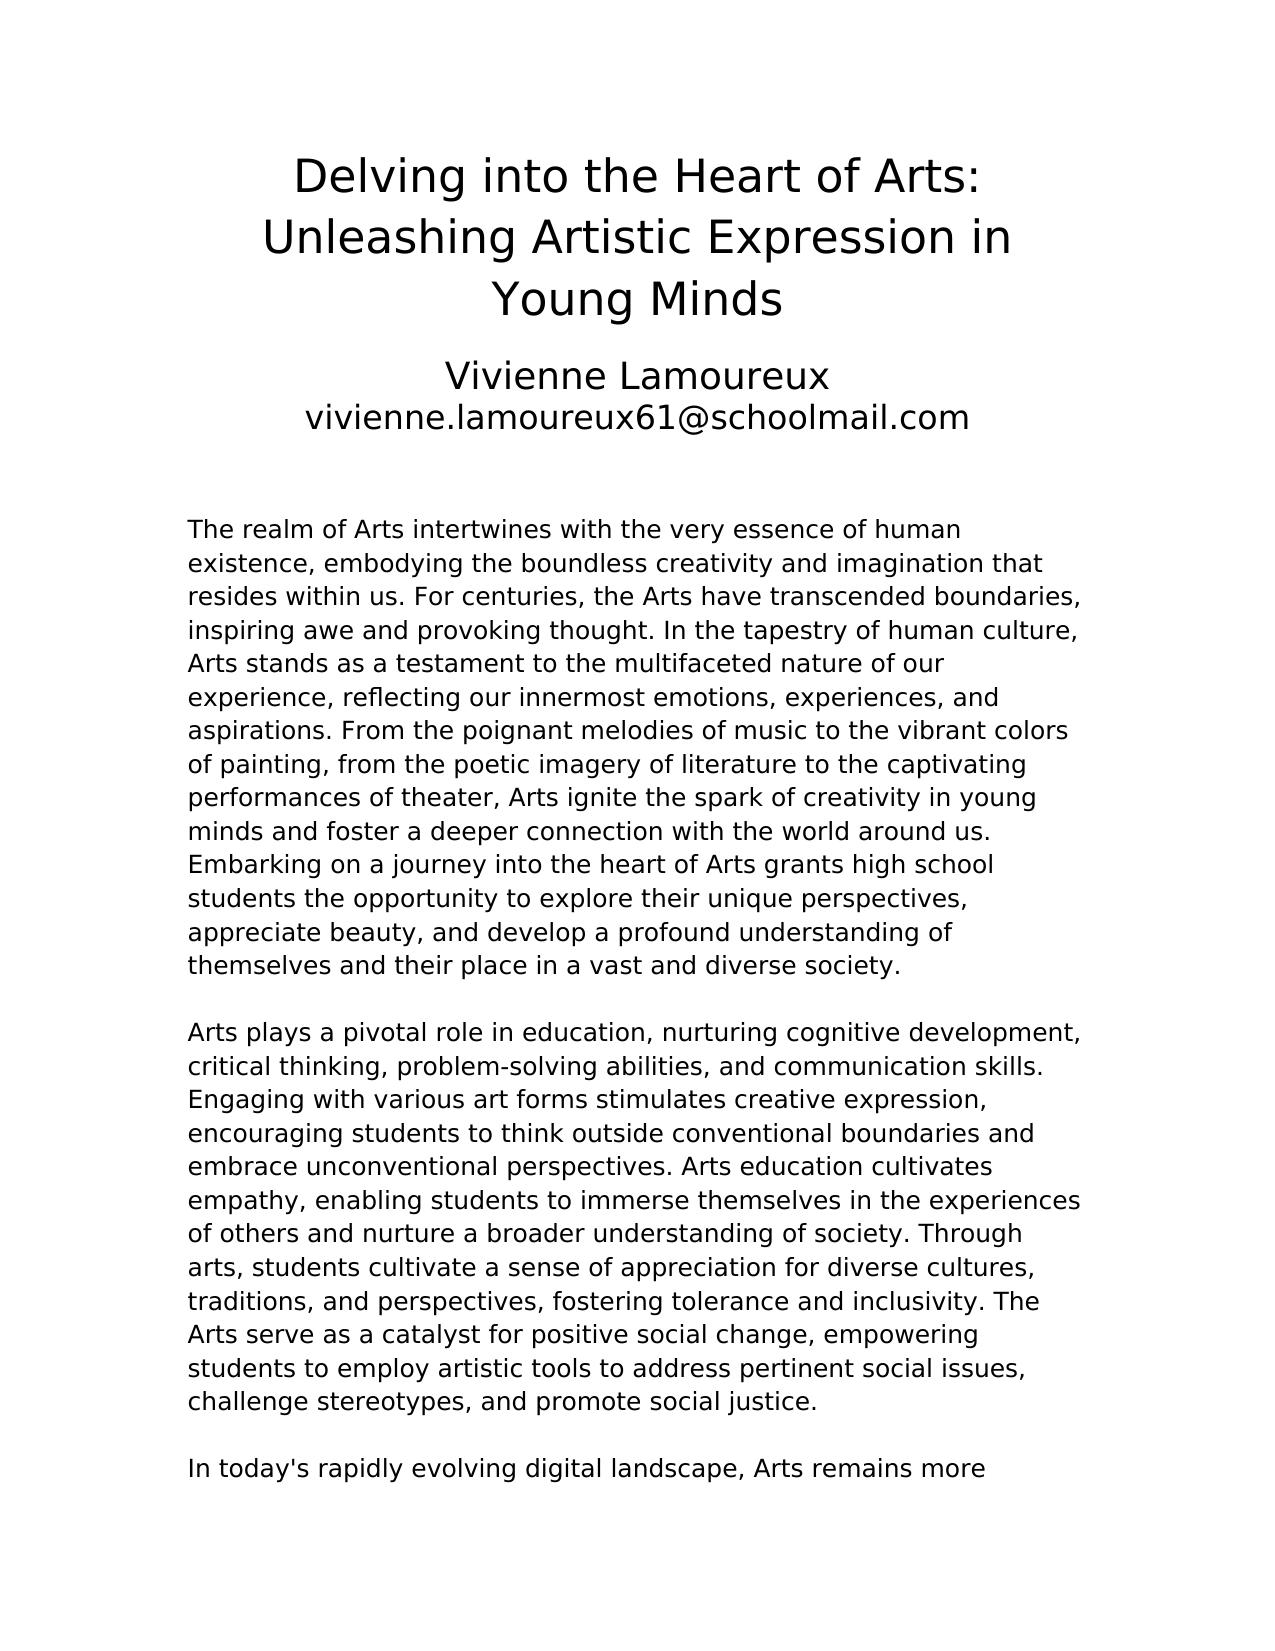 Delving into the Heart of Arts:
Unleashing Artistic Expression in
Young Minds
Vivienne Lamoureux
vivienne.lamoureux61@schoolmail.com
The realm of Arts intertwines with the very essence of human
existence, embodying the boundless creativity and imagination that
resides within us. For centuries, the Arts have transcended boundaries,
inspiring awe and provoking thought. In the tapestry of human culture,
Arts stands as a testament to the multifaceted nature of our
experience, reflecting our innermost emotions, experiences, and
aspirations. From the poignant melodies of music to the vibrant colors
of painting, from the poetic imagery of literature to the captivating
performances of theater, Arts ignite the spark of creativity in young
minds and foster a deeper connection with the world around us.
Embarking on a journey into the heart of Arts grants high school
students the opportunity to explore their unique perspectives,
appreciate beauty, and develop a profound understanding of
themselves and their place in a vast and diverse society.
Arts plays a pivotal role in education, nurturing cognitive development,
critical thinking, problem-solving abilities, and communication skills.
Engaging with various art forms stimulates creative expression,
encouraging students to think outside conventional boundaries and
embrace unconventional perspectives. Arts education cultivates
empathy, enabling students to immerse themselves in the experiences
of others and nurture a broader understanding of society. Through
arts, students cultivate a sense of appreciation for diverse cultures,
traditions, and perspectives, fostering tolerance and inclusivity. The
Arts serve as a catalyst for positive social change, empowering
students to employ artistic tools to address pertinent social issues,
challenge stereotypes, and promote social justice.
In today's rapidly evolving digital landscape, Arts remains more